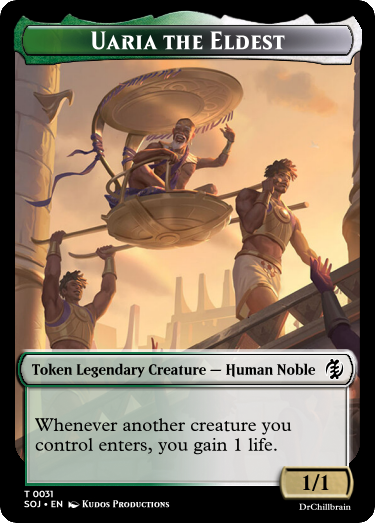 Uaria the Eldest
Token Legendary Creature — Human Noble
Whenever another creature you
control enters, you gain 1 life.
1/1
T 0031
SOJ • EN Kudos Productions
DrChillbrain